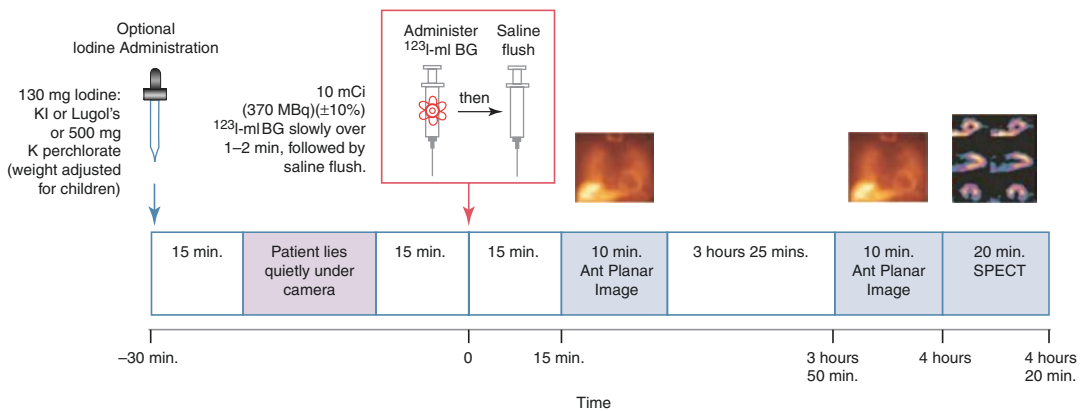 Optional
Iodine Administration
130 mg Iodine:
KI or Lugol's
or 500 mg
K perchlorate
(weight adjusted
for children)
10 mCi
(370 MBq)(±10%)
¹²³I-mIBG slowly over
1–2 min, followed by
saline flush.
Administer
¹²³I-mI BG
Saline
flush
then
15 min.
Patient lies
quietly under
camera
15 min.
15 min.
10 min.
Ant Planar
Image
3 hours 25 mins.
10 min.
Ant Planar
Image
20 min.
SPECT
–30 min.
0
15 min.
3 hours
50 min.
4 hours
4 hours
20 min.
Time